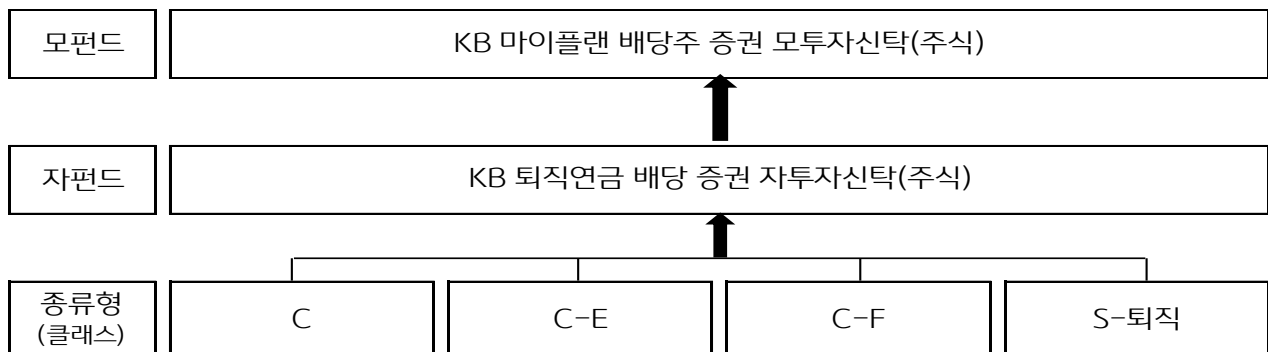 모펀드
KB 마이플랜 배당주 증권 모투자신탁(주식)
자펀드
KB 퇴직연금 배당 증권 자투자신탁(주식)
종류형
(클래스)
C
C-E
C-F
S-퇴직